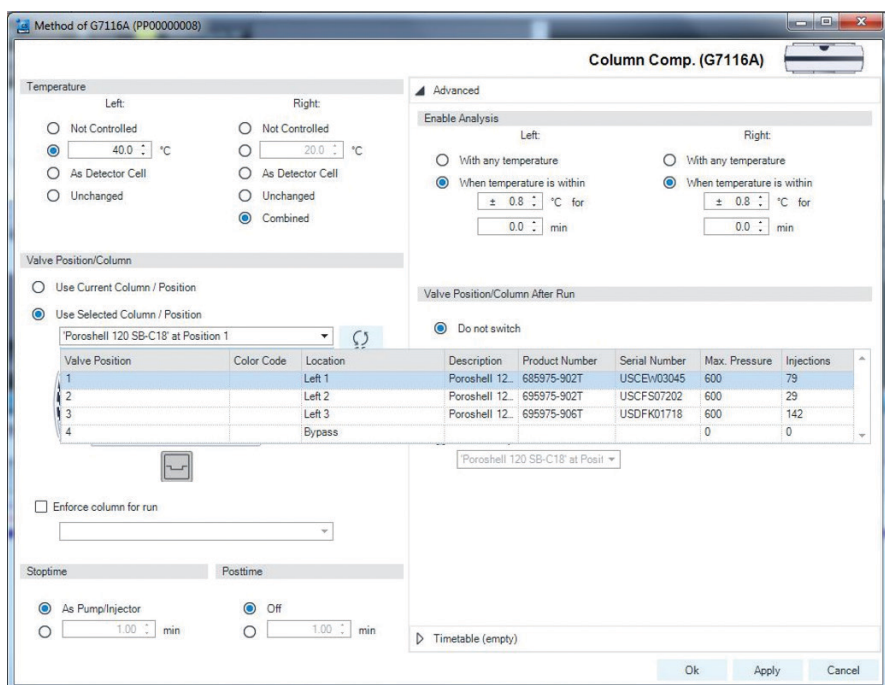 Method of G7116A (PP00000008)
Column Comp. (G7116A)
Temperature
Left:
Right:
Not Controlled
40.0 °C
As Detector Cell
Unchanged
Not Controlled
20.0 °C
As Detector Cell
Unchanged
Combined
Advanced
Enable Analysis
Left:
Right:
With any temperature
When temperature is within
± 0.8 °C for
0.0 min
With any temperature
When temperature is within
± 0.8 °C for
0.0 min
Valve Position/Column
Use Current Column / Position
Use Selected Column / Position
'Poroshell 120 SB-C18' at Position 1
Valve Position/Column After Run
Do not switch
Valve Position Color Code Location Description Product Number Serial Number Max. Pressure Injections
1 Left 1 Poroshell 12... 685975-902T USCEW03045 600 79
2 Left 2 Poroshell 12... 695975-902T USCFS07202 600 29
3 Left 3 Poroshell 12... 695975-906T USDFK01718 600 142
4 Bypass 0 0
'Poroshell 120 SB-C18' at Posit
Enforce column for run
Stoptime
Posttime
As Pump/Injector
1.00 min
Off
1.00 min
Timetable (empty)
Ok Apply Cancel